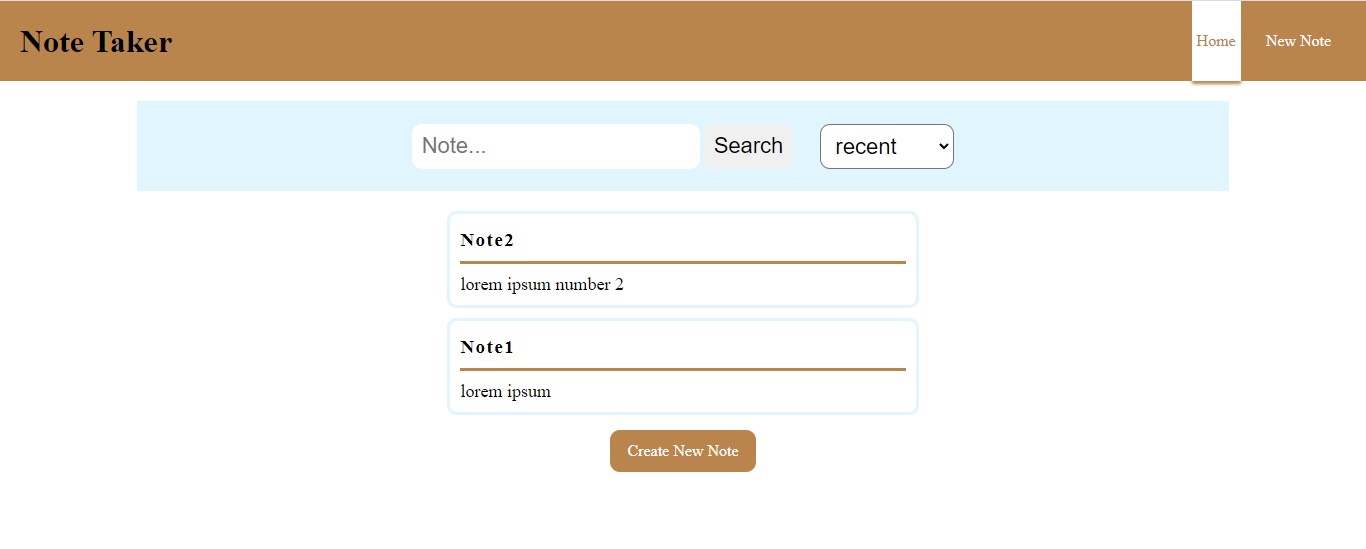 Note Taker
Home New Note
Note... Search recent
Note2
lorem ipsum number 2
Note1
lorem ipsum
Create New Note